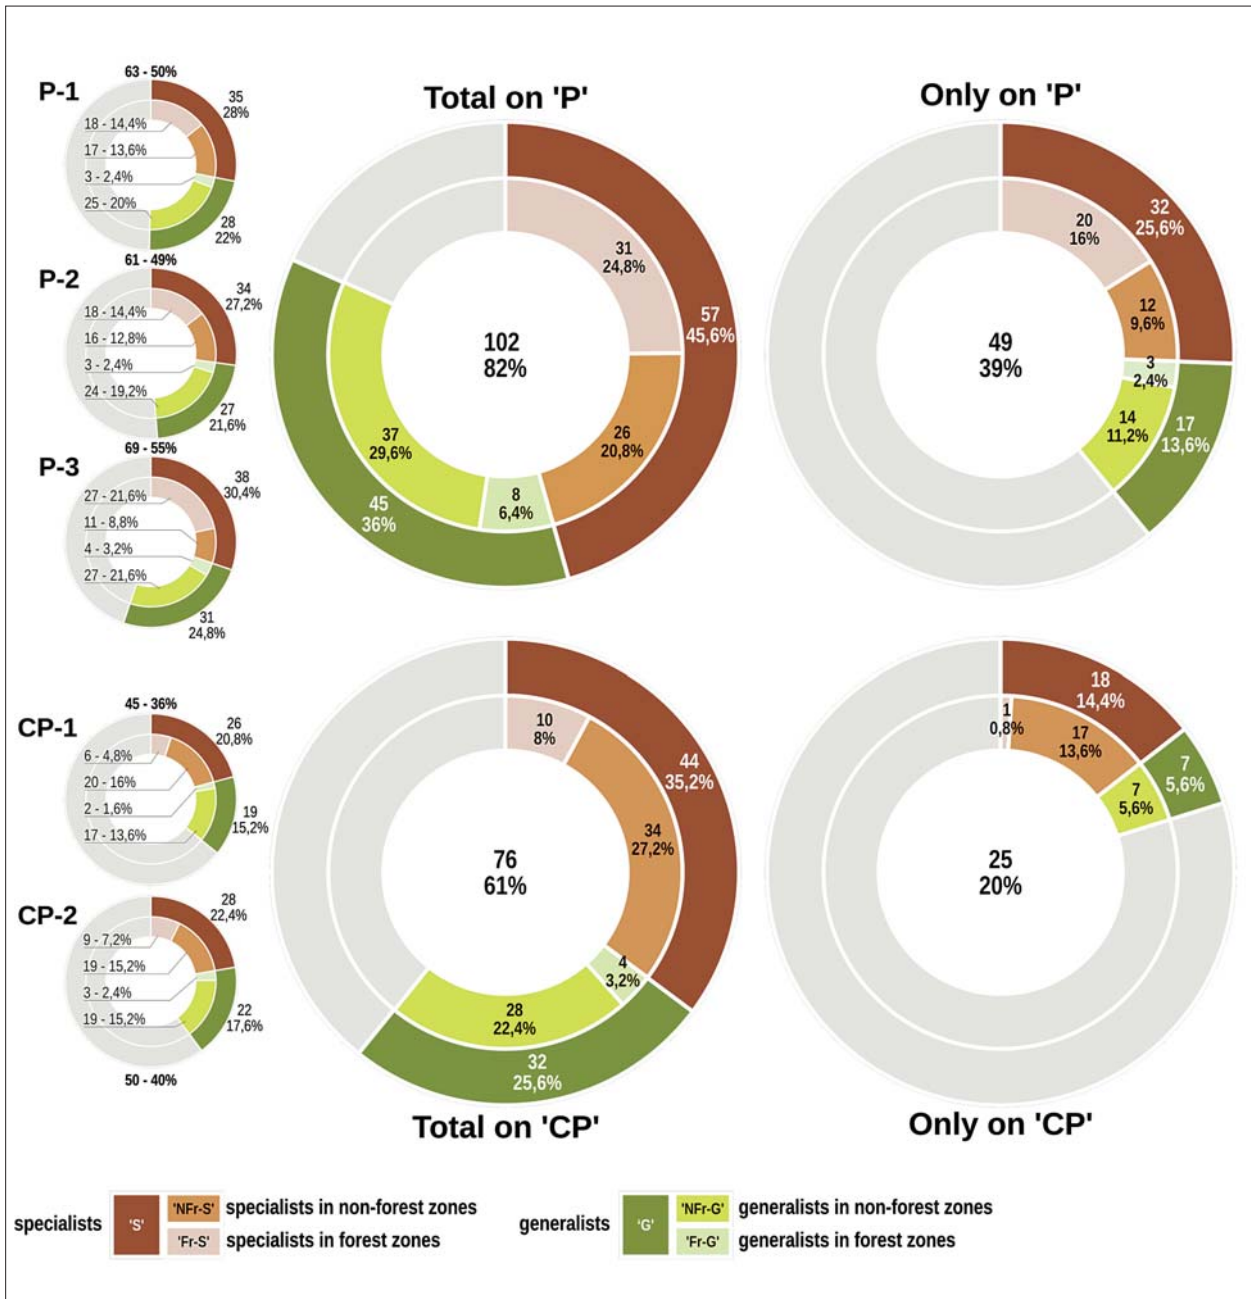 63 - 50%
P-1
35
28%
18 - 14,4%
17 - 13,6%
3 - 2,4%
25 - 20%
28
22%
61 - 49%
P-2
34
27,2%
18 - 14,4%
16 - 12,8%
3 - 2,4%
24 - 19,2%
27
21,6%
69 - 55%
P-3
38
30,4%
27 - 21,6%
11 - 8,8%
4 - 3,2%
27 - 21,6%
31
24,8%
Total on 'P'
31
24,8%
57
45,6%
102
82%
26
20,8%
37
29,6%
8
6,4%
45
36%
Only on 'P'
32
25,6%
20
16%
12
9,6%
49
39%
3
2,4%
14
11,2%
17
13,6%
45 - 36%
CP-1
26
20,8%
6 - 4,8%
20 - 16%
2 - 1,6%
17 - 13,6%
19
15,2%
CP-2
28
22,4%
9 - 7,2%
19 - 15,2%
3 - 2,4%
19 - 15,2%
22
17,6%
50 - 40%
10
8%
44
35,2%
34
27,2%
76
61%
4
3,2%
28
22,4%
32
25,6%
Total on 'CP'
18
14,4%
1
0,8%
17
13,6%
7
5,6%
7
5,6%
25
20%
Only on 'CP'
specialists
'S'
'NFr-S'
specialists in non-forest zones
'Fr-S'
specialists in forest zones
generalists
'G'
'NFr-G'
generalists in non-forest zones
'Fr-G'
generalists in forest zones